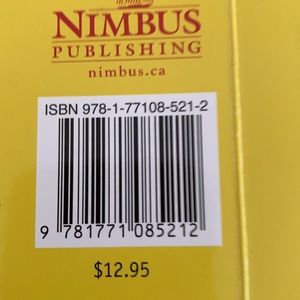 NIMBUS
PUBLISHING
nimbus.ca
ISBN 978-1-77108-521-2
9 781771 085212
$12.95